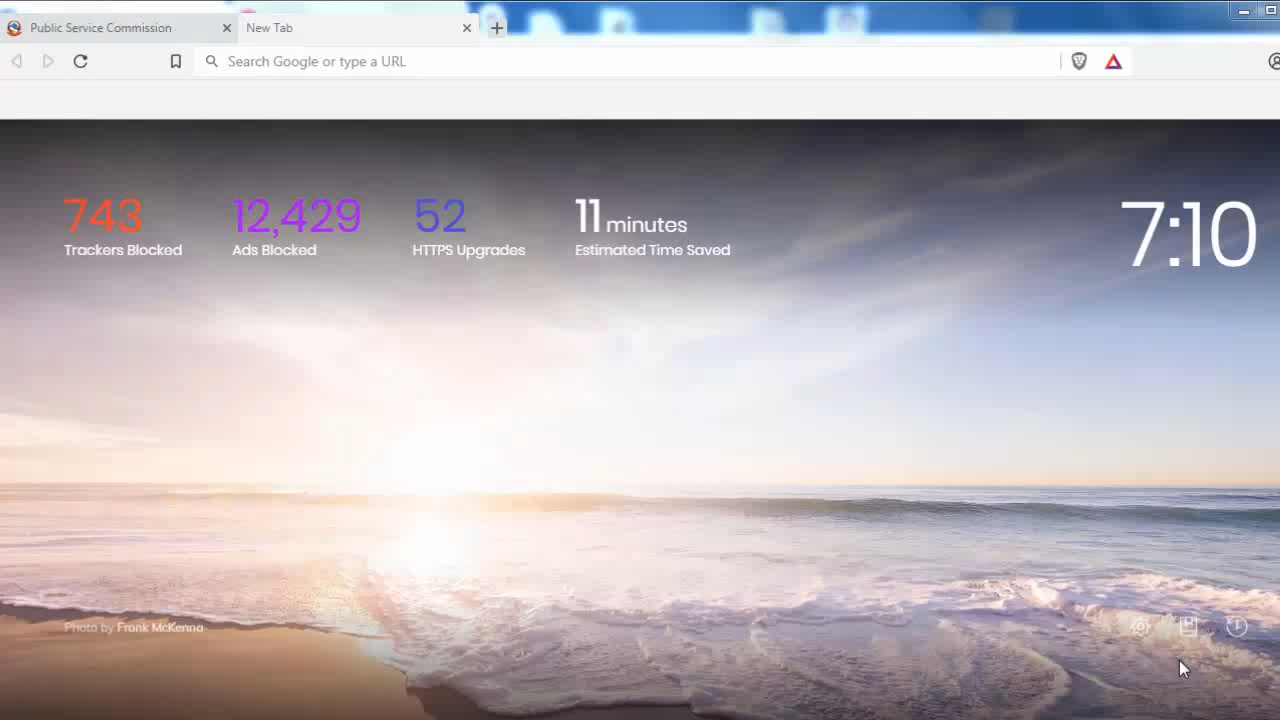 Public Service Commission
New Tab
Search Google or type a URL
743
Trackers Blocked
12,429
Ads Blocked
52
HTTPS Upgrades
11 minutes
Estimated Time Saved
7:10
Photo by Frank McKenna